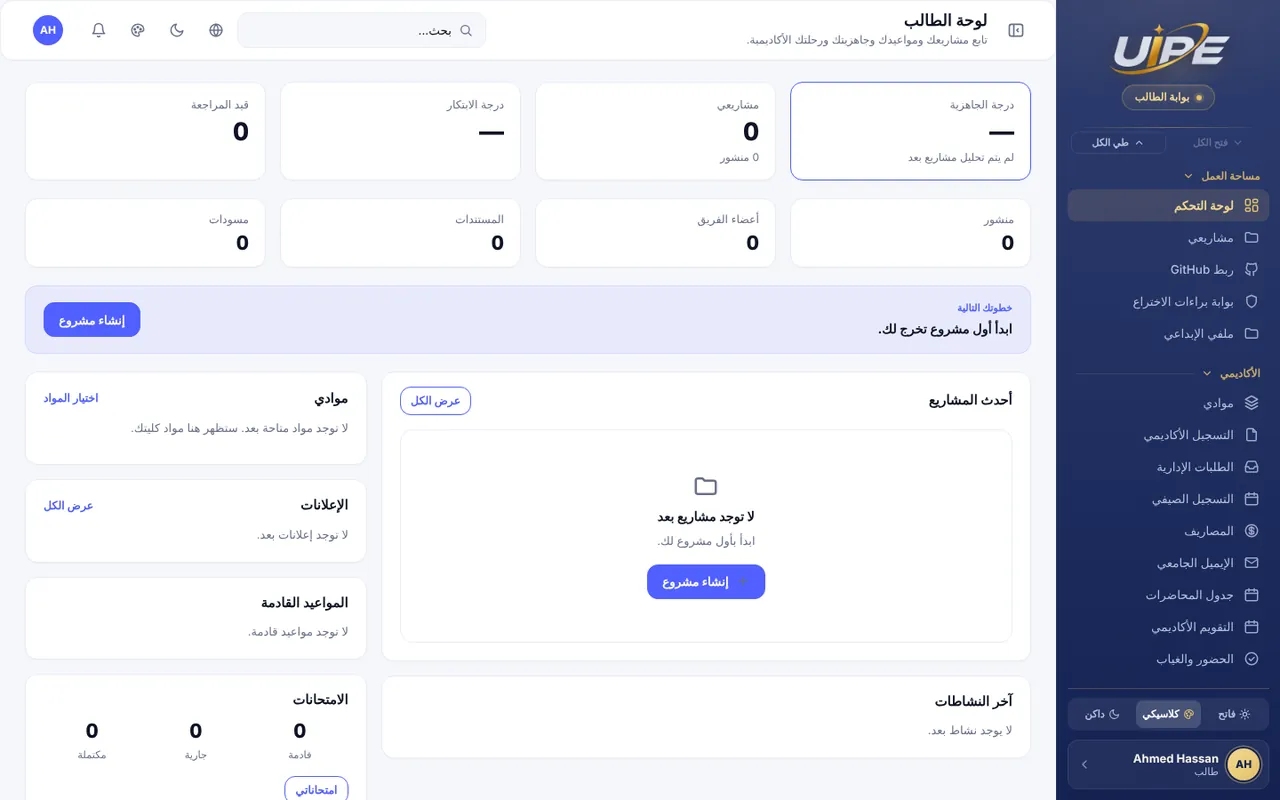 UIPE
بوابة الطالب
فتح الكل
طي الكل
مساحة العمل
لوحة التحكم
مشاريعي
ربط GitHub
بوابة براءات الاختراع
ملفي الإبداعي
الأكاديمي
موادي
التسجيل الأكاديمي
الطلبات الإدارية
التسجيل الصيفي
المصاريف
الإيميل الجامعي
جدول المحاضرات
التقويم الأكاديمي
الحضور والغياب
فاتح
كلاسيكي
داكن
AH
Ahmed Hassan
طالب
لوحة الطالب
تابع مشاريعك ومواعيدك وجاهزيتك ورحلتك الأكاديمية.
بحث...
AH
درجة الجاهزية
—
لم يتم تحليل مشاريع بعد
مشاريعي
0
0 منشور
درجة الابتكار
—
قيد المراجعة
0
منشور
0
أعضاء الفريق
0
المستندات
0
مسودات
0
خطوتك التالية
ابدأ أول مشروع تخرج لك.
إنشاء مشروع
أحدث المشاريع
عرض الكل
لا توجد مشاريع بعد
ابدأ بأول مشروع لك.
إنشاء مشروع
آخر النشاطات
لا يوجد نشاط بعد.
موادي
اختيار المواد
لا توجد مواد متاحة بعد. ستظهر هنا مواد كليتك.
الإعلانات
عرض الكل
لا توجد إعلانات بعد.
المواعيد القادمة
لا توجد مواعيد قادمة.
الامتحانات
0
قادمة
0
جارية
0
مكتملة
امتحاناتي